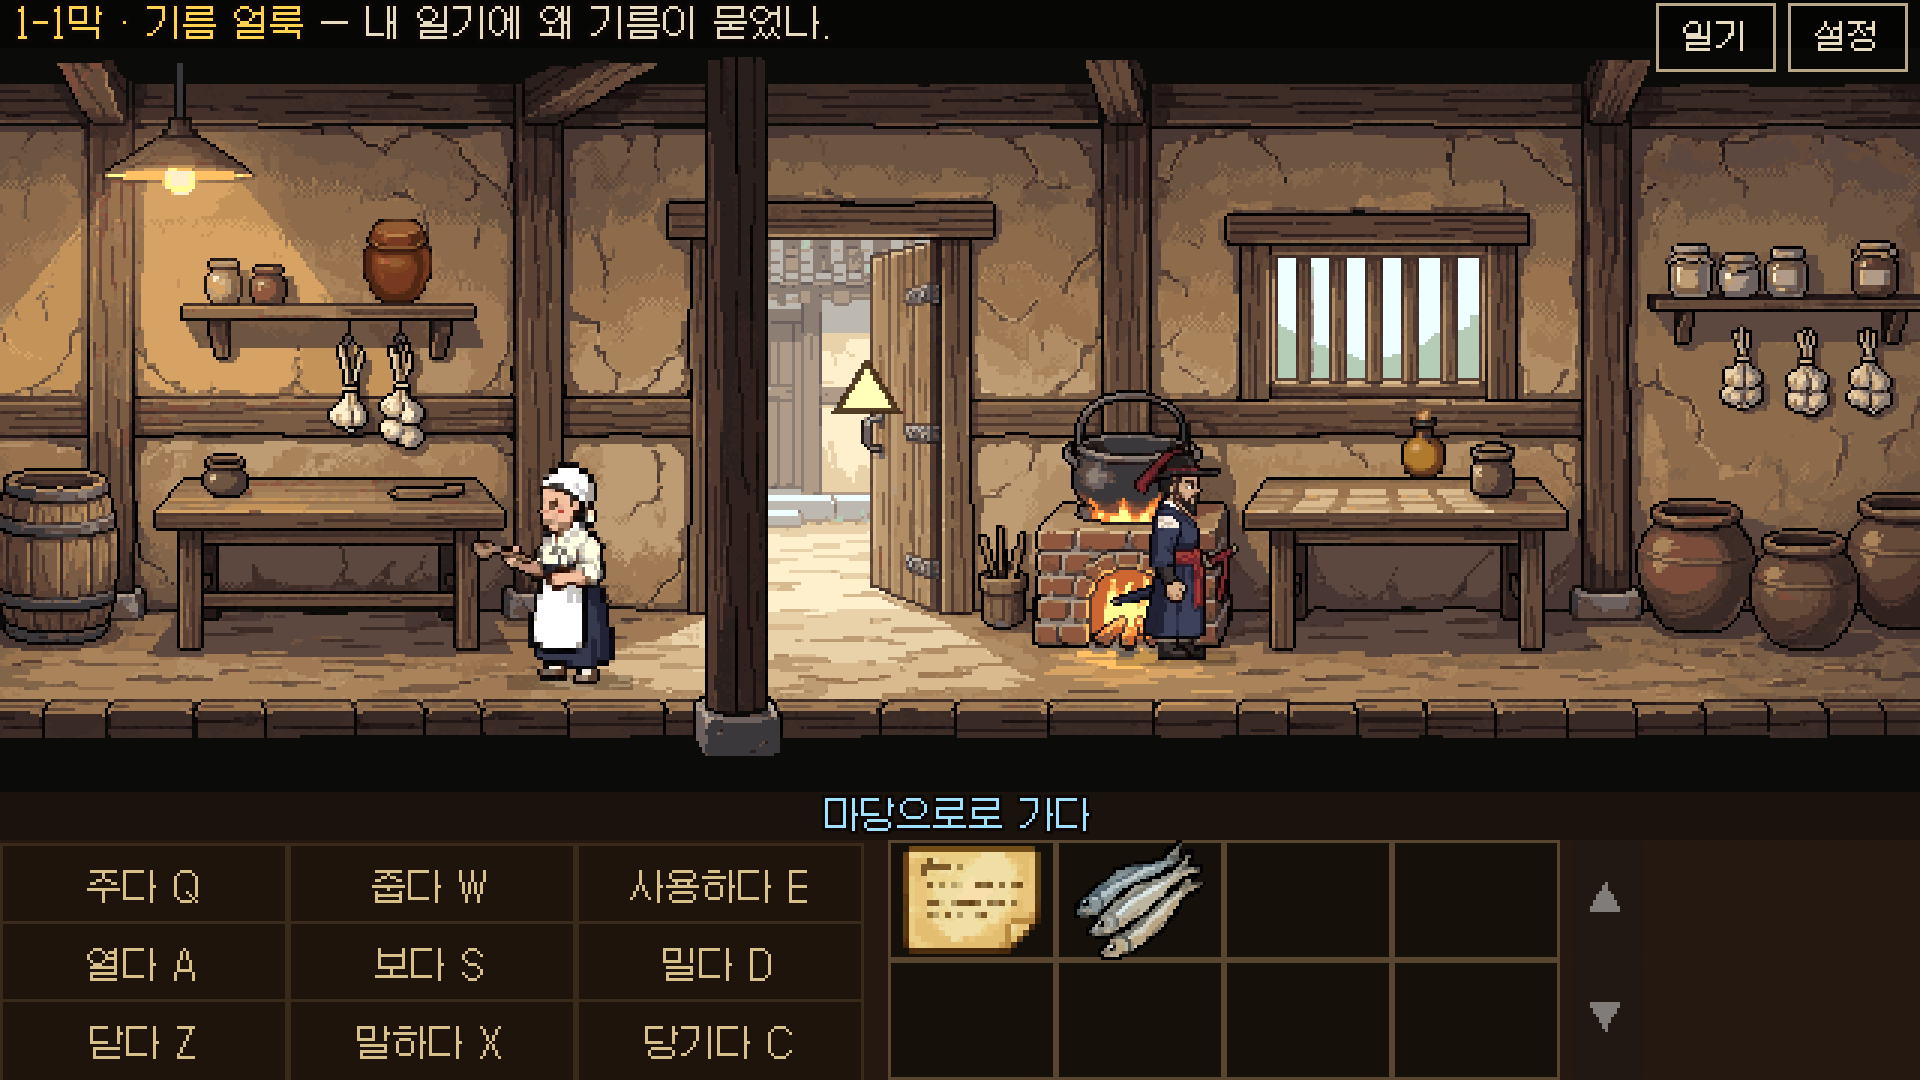 1-1막 · 기름 얼룩 — 내 일기에 왜 기름이 묻었나.
일기
설정
마당으로로 가다
주다 Q
줍다 W
사용하다 E
열다 A
보다 S
밀다 D
닫다 Z
말하다 X
당기다 C